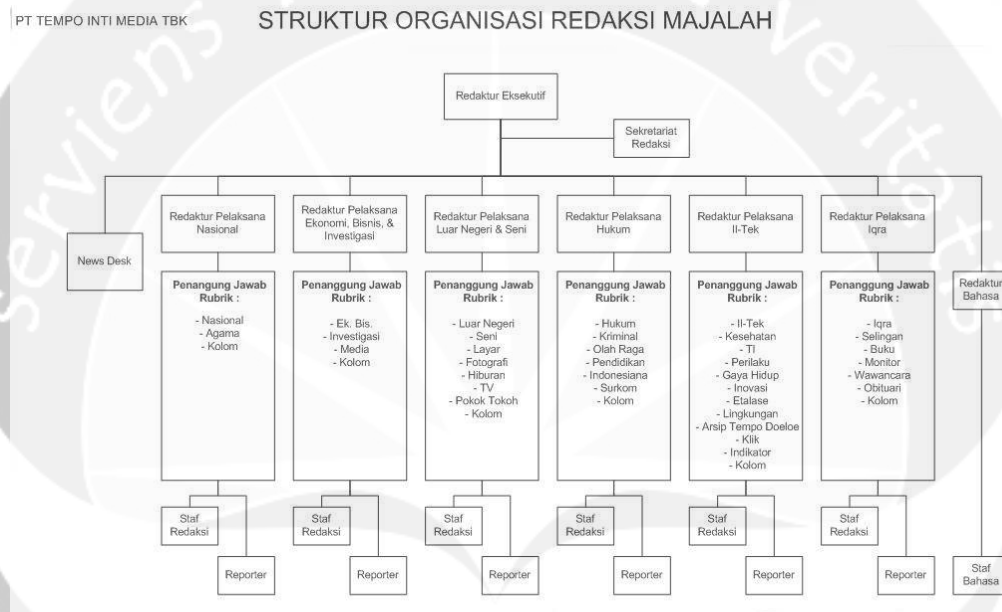 PT TEMPO INTI MEDIA TBK
STRUKTUR ORGANISASI REDAKSI MAJALAH
serviens
veritatis
Redaktur Eksekutif
Sekretariat
Redaksi
News Desk
Redaktur Pelaksana
Nasional
Redaktur Pelaksana
Ekonomi, Bisnis, &
Investigasi
Redaktur Pelaksana
Luar Negeri & Seni
Redaktur Pelaksana
Hukum
Redaktur Pelaksana
Il-Tek
Redaktur Pelaksana
Iqra
Redaktur
Bahasa
Penangung Jawab
Rubrik :
- Nasional
- Agama
- Kolom
Penanggung Jawab
Rubrik :
- Ek. Bis.
- Investigasi
- Media
- Kolom
Penanggung Jawab
Rubrik :
- Luar Negeri
- Seni
- Layar
- Fotografi
- Hiburan
- TV
- Pokok Tokoh
- Kolom
Penanggung Jawab
Rubrik :
- Hukum
- Kriminal
- Olah Raga
- Pendidikan
- Indonesiana
- Surkom
- Kolom
Penanggung Jawab
Rubrik :
- Il-Tek
- Kesehatan
- TI
- Perilaku
- Gaya Hidup
- Inovasi
- Etalase
- Lingkungan
- Arsip Tempo Doeloe
- Klik
- Indikator
- Kolom
Penanggung Jawab
Rubrik :
- Iqra
- Selingan
- Buku
- Monitor
- Wawancara
- Obituari
- Kolom
Staf
Redaksi
Reporter
Staf
Redaksi
Reporter
Staf
Redaksi
Reporter
Staf
Redaksi
Reporter
Staf
Redaksi
Reporter
Staf
Redaksi
Reporter
Staf
Bahasa